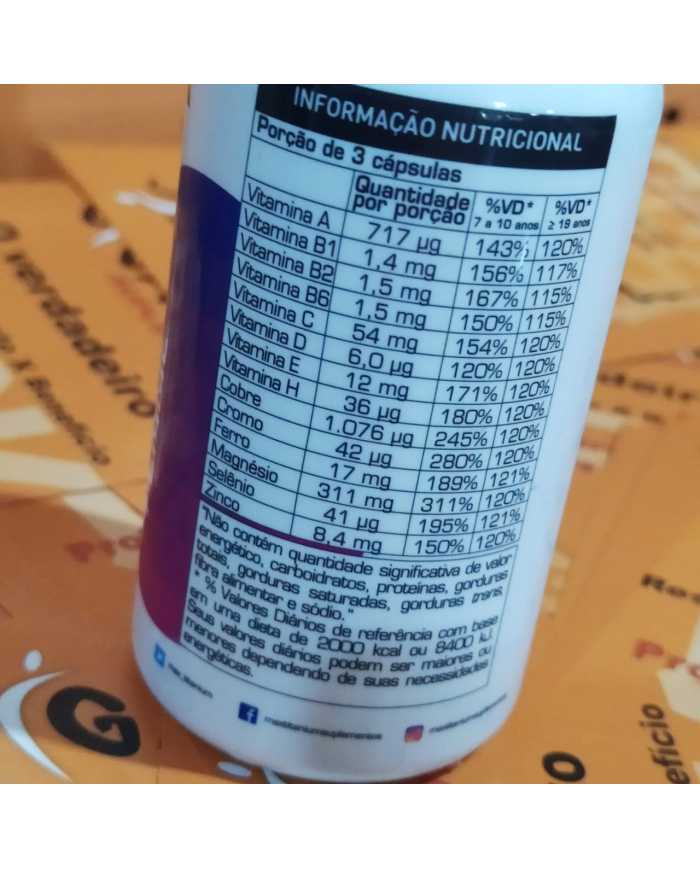 INFORMAÇÃO NUTRICIONAL
Porção de 3 cápsulas
Quantidade por porção %VD* 7 a 10 anos %VD* ≥ 19 anos
Vitamina A 717 µg 143% 120%
Vitamina B1 1,4 mg 156% 117%
Vitamina B2 1,5 mg 167% 115%
Vitamina B6 1,5 mg 150% 115%
Vitamina C 54 mg 154% 120%
Vitamina D 6,0 µg 120% 120%
Vitamina E 12 mg 171% 120%
Vitamina H 36 µg 180% 120%
Cobre 1.076 µg 245% 120%
Cromo 42 µg 280% 120%
Ferro 17 mg 189% 121%
Magnésio 311 mg 311% 120%
Selênio 41 µg 195% 121%
Zinco 8,4 mg 150% 120%
"Não contém quantidade significativa de valor
energético, carboidratos, proteínas, gorduras
totais, gorduras saturadas, gorduras trans,
fibra alimentar e sódio."
* % Valores Diários de referência com base
em uma dieta de 2000 kcal ou 8400 kJ.
Seus valores diários podem ser maiores ou
menores dependendo de suas necessidades
energéticas.
max_titanium
maxtitaniumsuplementos
maxtitaniumsuplementos
O verdadeiro
Benefício
G